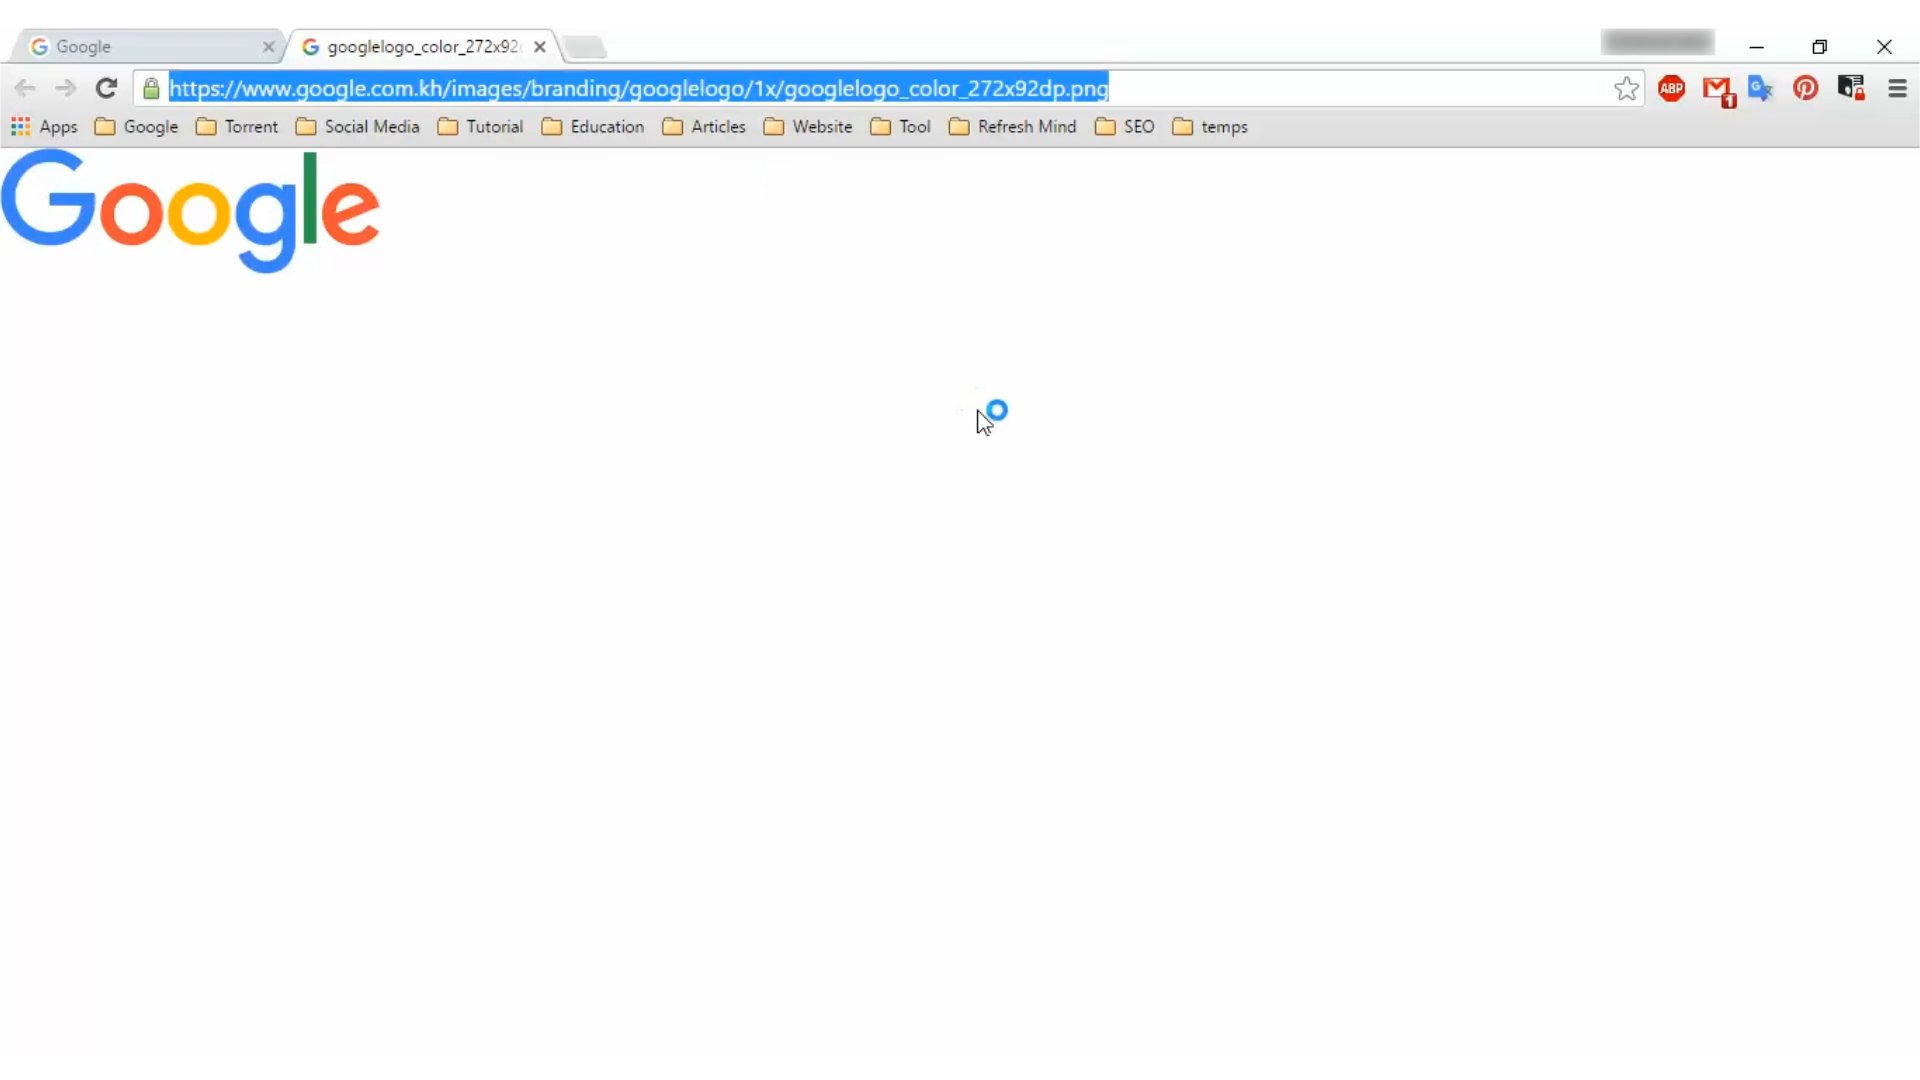 Google
googlelogo_color_272x92
https://www.google.com.kh/images/branding/googlelogo/1x/googlelogo_color_272x92dp.png
ABP
1
Apps Google Torrent Social Media Tutorial Education Articles Website Tool Refresh Mind SEO temps
Google